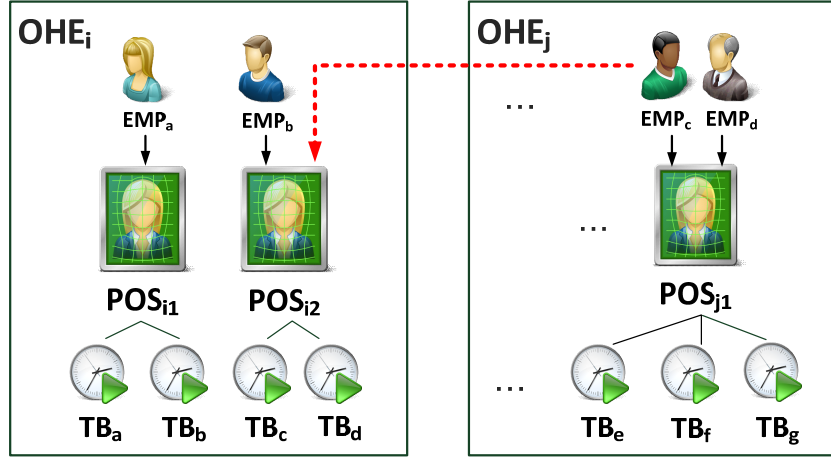 OHEi
EMPa EMPb
POSi1 POSi2
TBa TBb TBc TBd
OHEj
...
EMPc EMPd
...
POSj1
...
TBe TBf TBg